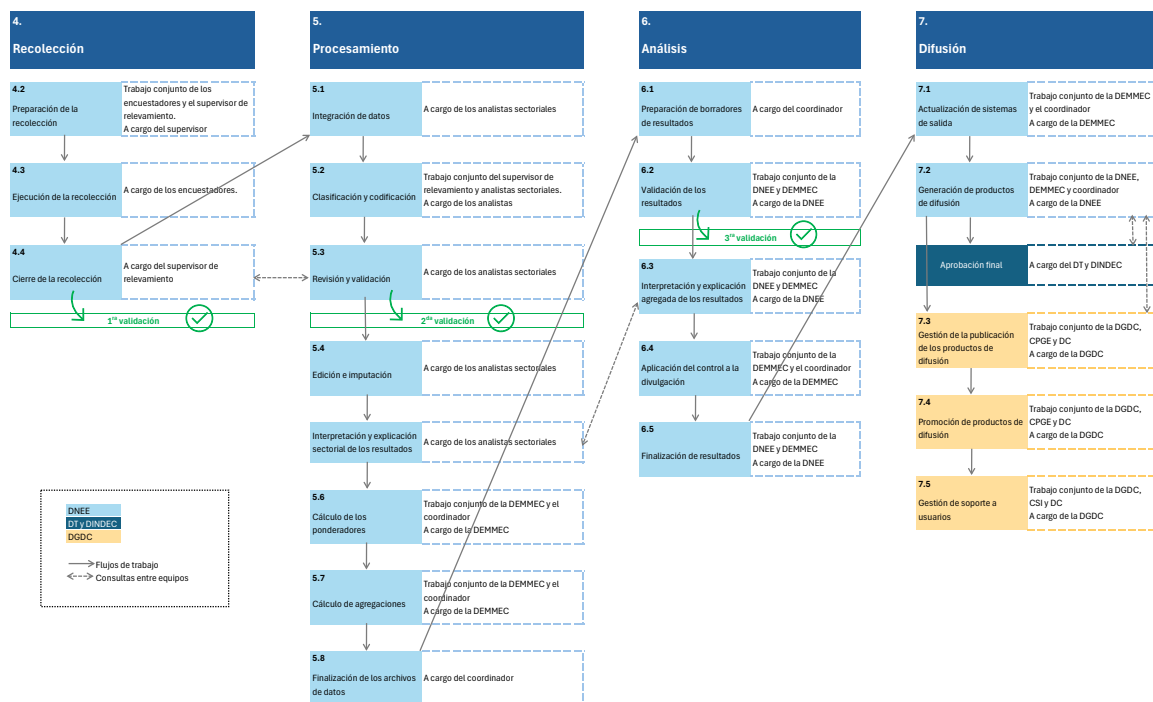 4.
Recolección
4.2
Preparación de la
recolección
Trabajo conjunto de los
encuestadores y el supervisor de
relevamiento.
A cargo del supervisor
4.3
Ejecución de la recolección
A cargo de los encuestadores.
4.4
Cierre de la recolección
A cargo del supervisor de
relevamiento
1ra validación
5.
Procesamiento
5.1
Integración de datos
A cargo de los analistas sectoriales
5.2
Clasificación y codificación
Trabajo conjunto del supervisor de
relevamiento y analistas sectoriales.
A cargo de los analistas
5.3
Revisión y validación
A cargo de los analistas sectoriales
2da validación
5.4
Edición e imputación
A cargo de los analistas sectoriales
Interpretación y explicación
sectorial de los resultados
A cargo de los analistas sectoriales
5.6
Cálculo de los
ponderadores
Trabajo conjunto de la DEMMEC y el
coordinador
A cargo de la DEMMEC
5.7
Cálculo de agregaciones
Trabajo conjunto de la DEMMEC y el
coordinador
A cargo de la DEMMEC
5.8
Finalización de los archivos
de datos
A cargo del coordinador
6.
Análisis
6.1
Preparación de borradores
de resultados
A cargo del coordinador
6.2
Validación de los
resultados
Trabajo conjunto de la
DNEE y DEMMEC
A cargo de la DNEE
3ra validación
6.3
Interpretación y explicación
agregada de los resultados
Trabajo conjunto de la
DNEE y DEMMEC
A cargo de la DNEE
6.4
Aplicación del control a la
divulgación
Trabajo conjunto de la
DEMMEC y el coordinador
A cargo de la DEMMEC
6.5
Finalización de resultados
Trabajo conjunto de la
DNEE y DEMMEC
A cargo de la DNEE
7.
Difusión
7.1
Actualización de sistemas
de salida
Trabajo conjunto de la DEMMEC
y el coordinador
A cargo de la DEMMEC
7.2
Generación de productos
de difusión
Trabajo conjunto de la DNEE,
DEMMEC y coordinador
A cargo de la DNEE
Aprobación final
A cargo del DT y DINDEC
7.3
Gestión de la publicación
de los productos de
difusión
Trabajo conjunto de la DGDC,
CPGE y DC
A cargo de la DGDC
7.4
Promoción de productos de
difusión
Trabajo conjunto de la DGDC,
CPGE y DC
A cargo de la DGDC
7.5
Gestión de soporte a
usuarios
Trabajo conjunto de la DGDC,
CSI y DC
A cargo de la DGDC
DNEE
DT y DINDEC
DGDC
Flujos de trabajo
Consultas entre equipos